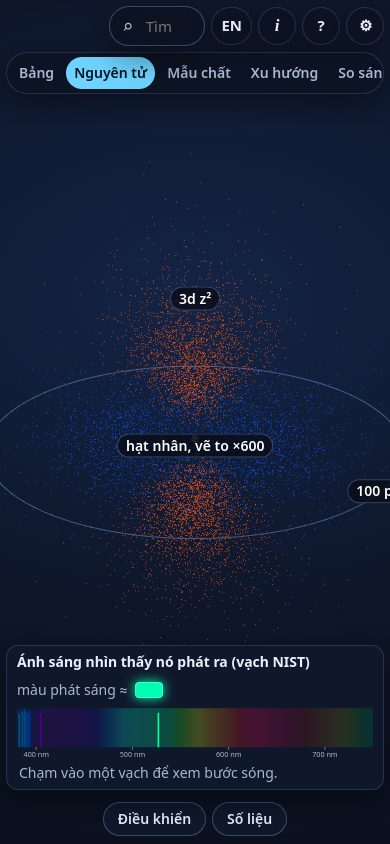 Tìm EN i ?
Bảng Nguyên tử Mẫu chất Xu hướng So sán
3d z²
hạt nhân, vẽ to ×600
100 p
Ánh sáng nhìn thấy nó phát ra (vạch NIST)
màu phát sáng ≈
400 nm 500 nm 600 nm 700 nm
Chạm vào một vạch để xem bước sóng.
Điều khiển Số liệu